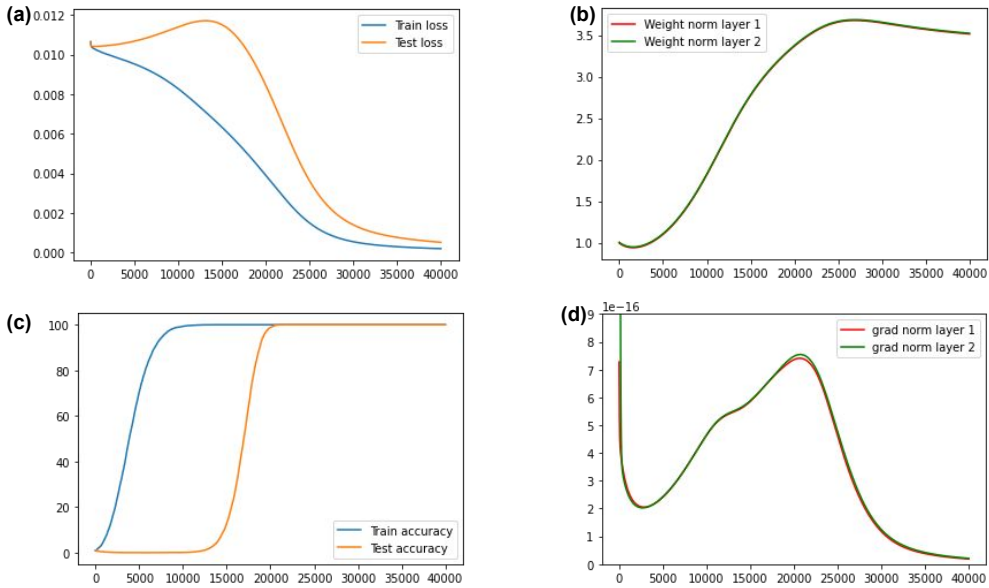 (a)
0.012
0.010
0.008
0.006
0.004
0.002
0.000
Train loss
Test loss
0 5000 10000 15000 20000 25000 30000 35000 40000
(b)
3.5
3.0
2.5
2.0
1.5
1.0
Weight norm layer 1
Weight norm layer 2
0 5000 10000 15000 20000 25000 30000 35000 40000
(c)
100
80
60
40
20
0
Train accuracy
Test accuracy
0 5000 10000 15000 20000 25000 30000 35000 40000
(d)
1e−16
9
8
7
6
5
4
3
2
1
0
grad norm layer 1
grad norm layer 2
0 5000 10000 15000 20000 25000 30000 35000 40000